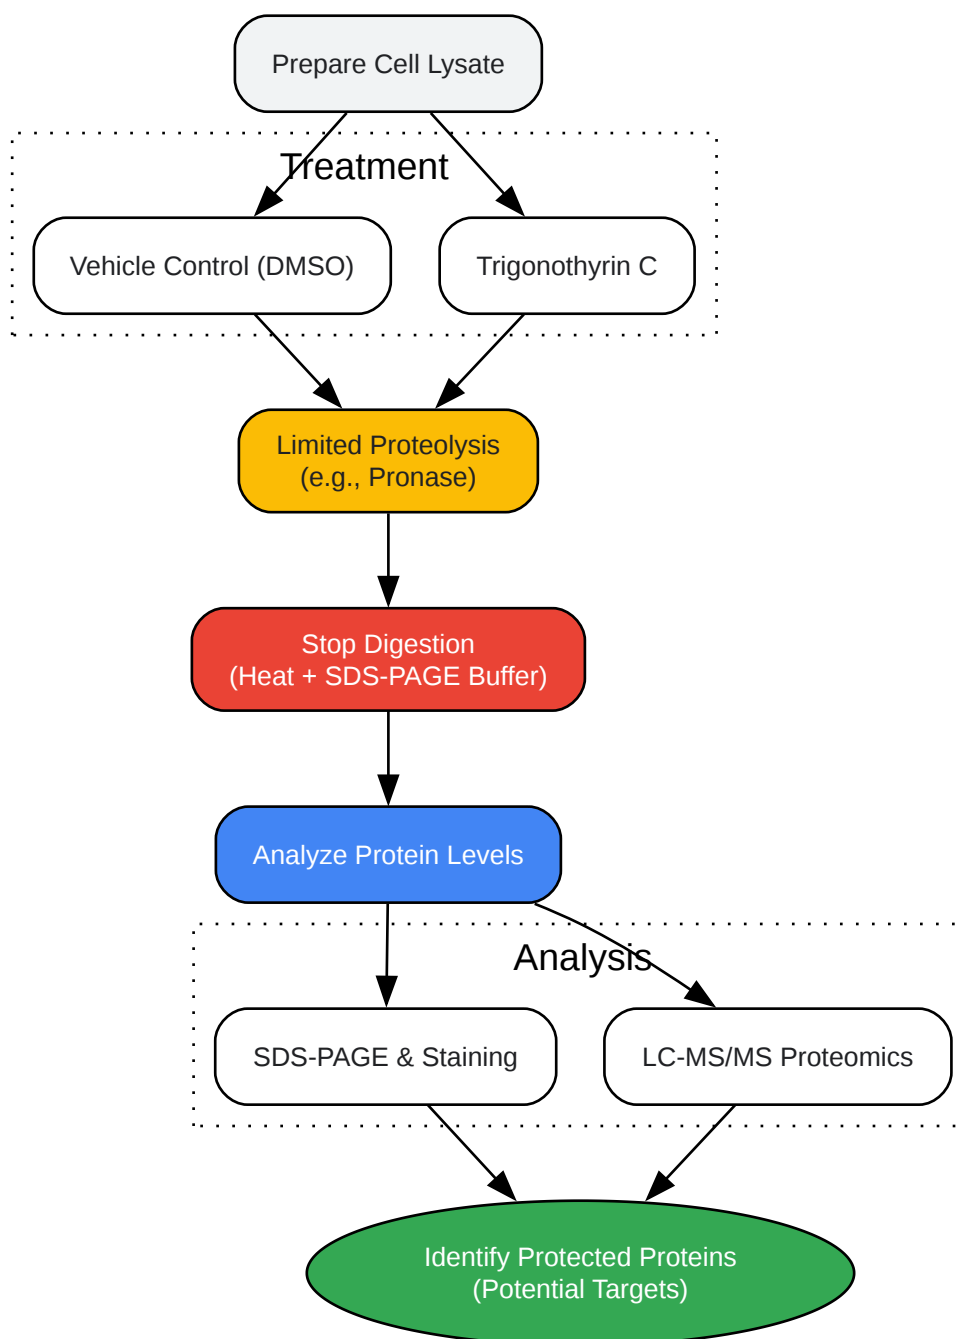 Prepare Cell Lysate
Treatment
Vehicle Control (DMSO)
Trigonothyrin C
Limited Proteolysis
(e.g., Pronase)
Stop Digestion
(Heat + SDS-PAGE Buffer)
Analyze Protein Levels
Analysis
SDS-PAGE & Staining
LC-MS/MS Proteomics
Identify Protected Proteins
(Potential Targets)